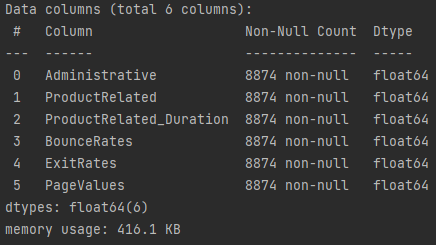 Data columns (total 6 columns):
 #   Column                   Non-Null Count  Dtype
---  ------                   --------------  -----
 0   Administrative           8874 non-null   float64
 1   ProductRelated           8874 non-null   float64
 2   ProductRelated_Duration  8874 non-null   float64
 3   BounceRates              8874 non-null   float64
 4   ExitRates                8874 non-null   float64
 5   PageValues               8874 non-null   float64
dtypes: float64(6)
memory usage: 416.1 KB